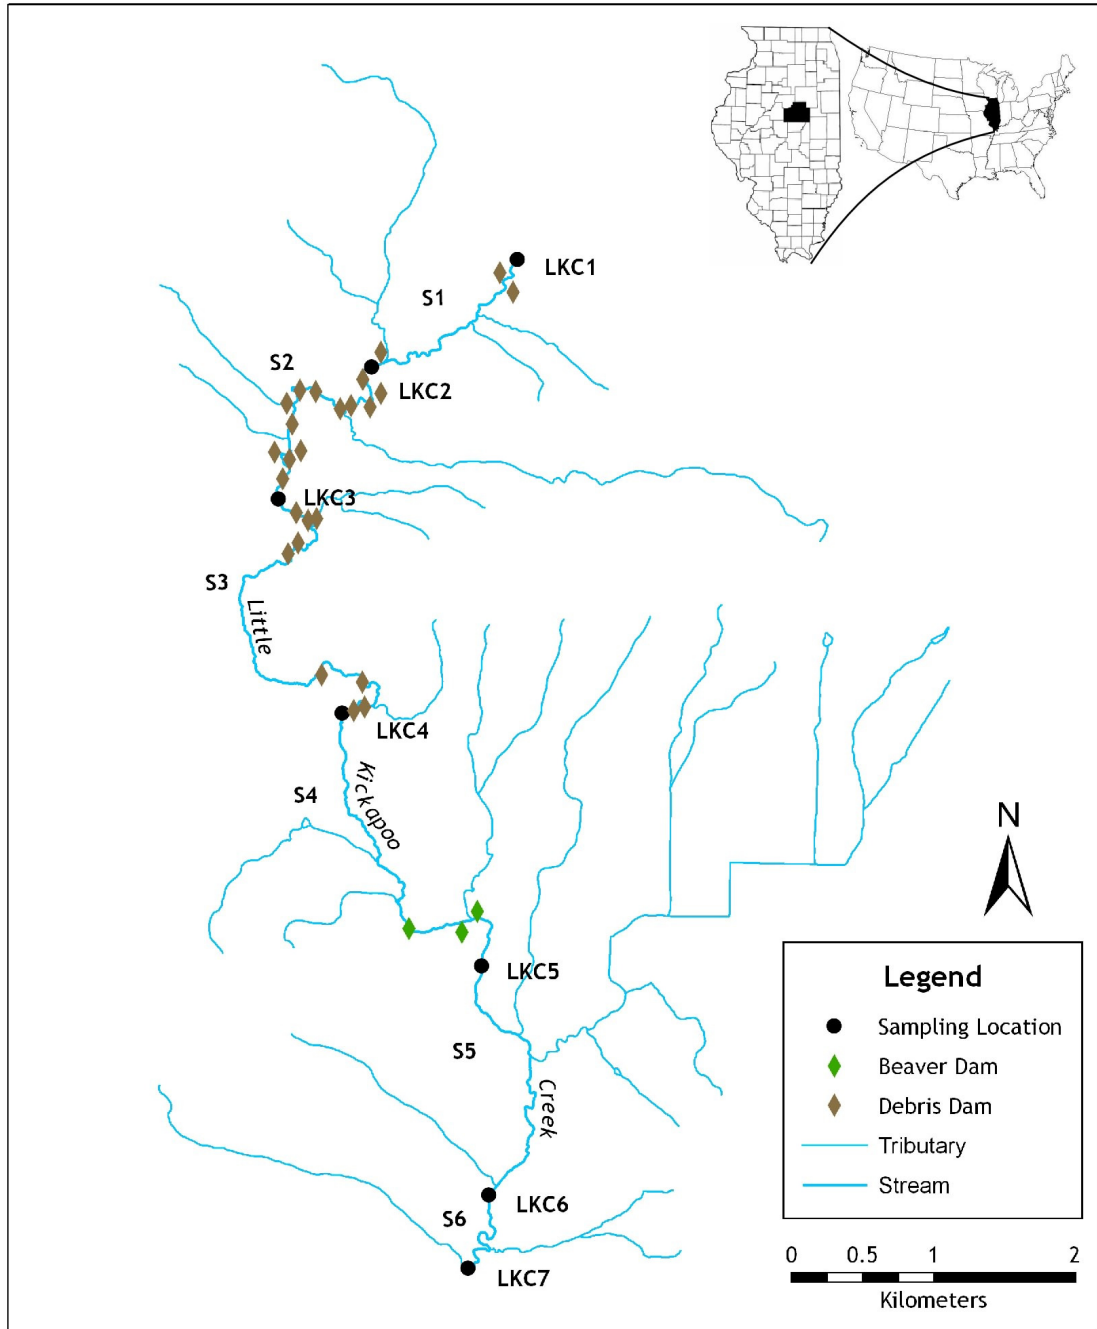 LKC1
S1
S2
LKC2
LKC3
S3
Little
LKC4
Kickapoo
S4
N
LKC5
S5
Creek
LKC6
S6
LKC7
Legend
Sampling Location
Beaver Dam
Debris Dam
Tributary
Stream
0 0.5 1 2
Kilometers